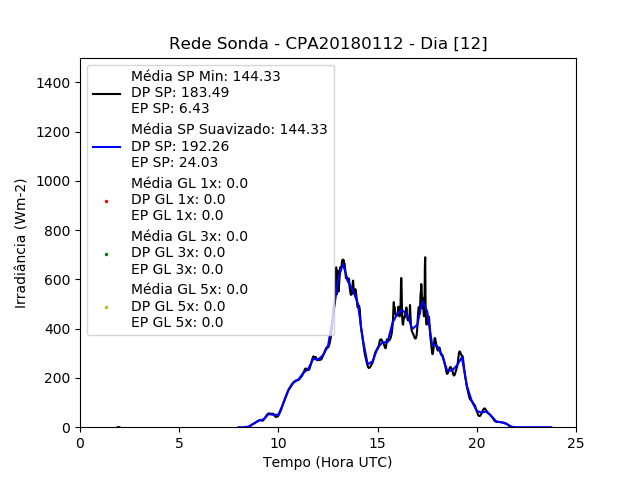 Rede Sonda - CPA20180112 - Dia [12]
Média SP Min: 144.33
DP SP: 183.49
EP SP: 6.43
Média SP Suavizado: 144.33
DP SP: 192.26
EP SP: 24.03
Média GL 1x: 0.0
DP GL 1x: 0.0
EP GL 1x: 0.0
Média GL 3x: 0.0
DP GL 3x: 0.0
EP GL 3x: 0.0
Média GL 5x: 0.0
DP GL 5x: 0.0
EP GL 5x: 0.0
Irradiância (Wm-2)
1400
1200
1000
800
600
400
200
0
0 5 10 15 20 25
Tempo (Hora UTC)